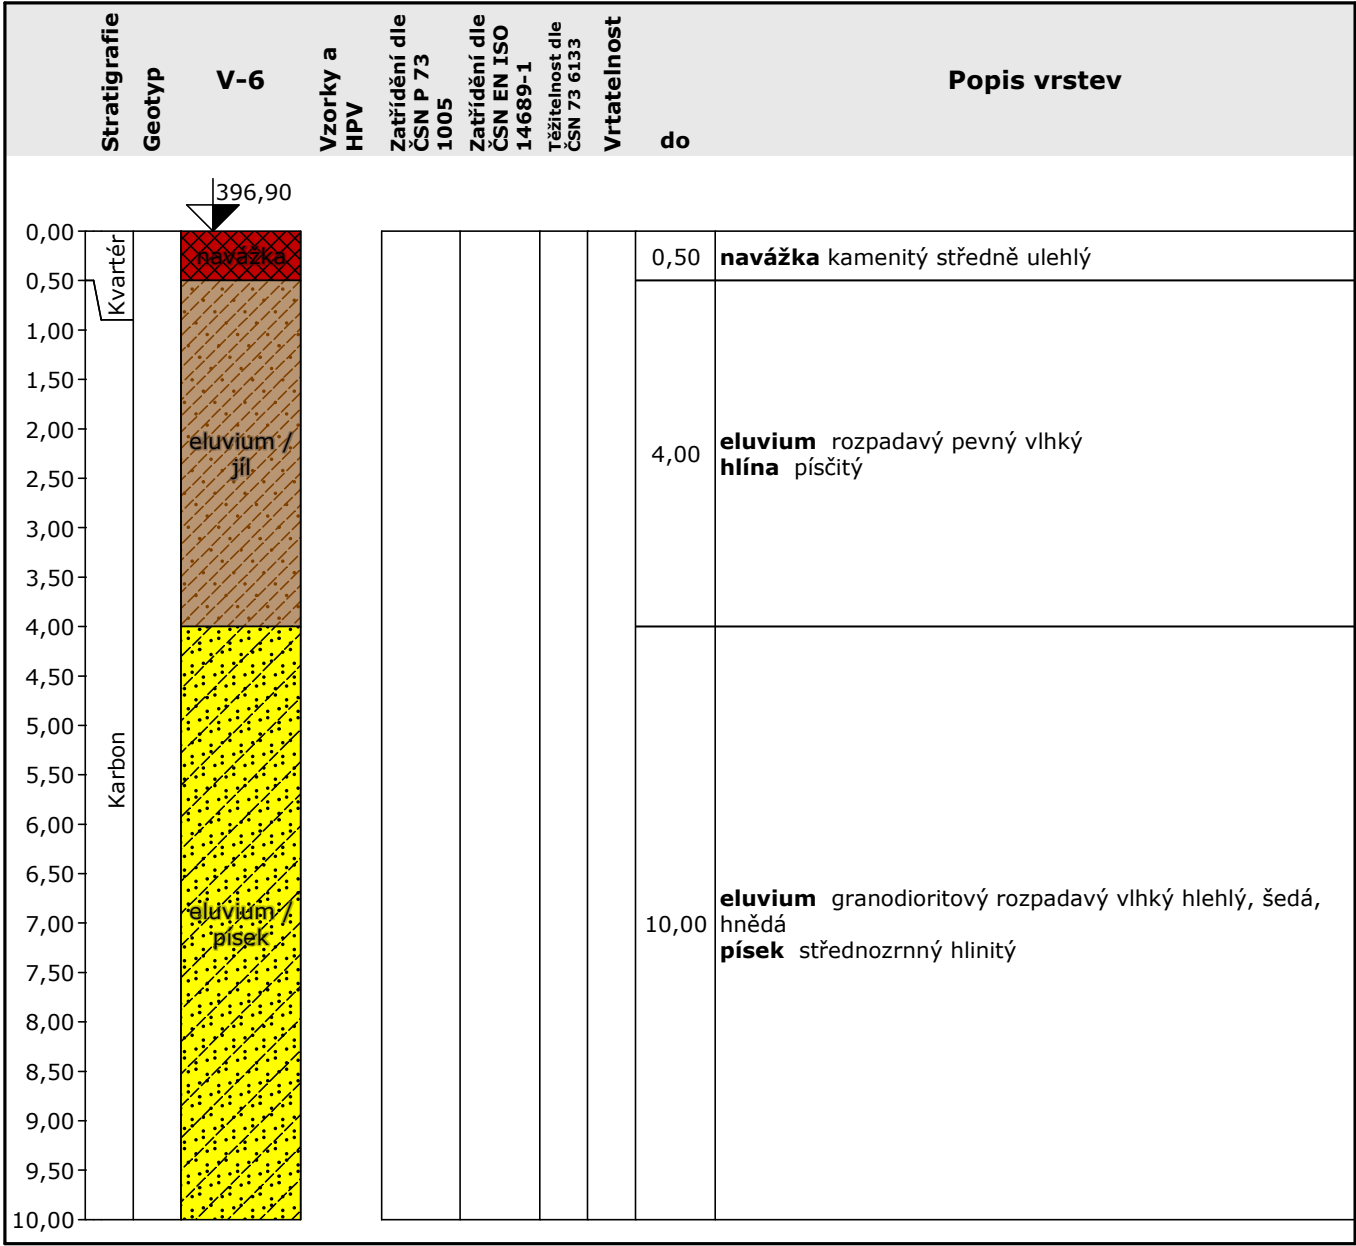 Stratigrafie
Geotyp
V-6
Vzorky a
HPV
Zatřídění dle
ČSN P 73
1005
Zatřídění dle
ČSN EN ISO
14689-1
Těžitelnost dle
ČSN 73 6133
Vrtatelnost
do
Popis vrstev
396,90
0,00
0,50
1,00
1,50
2,00
2,50
3,00
3,50
4,00
4,50
5,00
5,50
6,00
6,50
7,00
7,50
8,00
8,50
9,00
9,50
10,00
Kvartér
Karbon
navážka
eluvium /
jíl
eluvium /
písek
0,50
navážka kamenitý středně ulehlý
4,00
eluvium rozpadavý pevný vlhký
hlína písčitý
10,00
eluvium granodioritový rozpadavý vlhký hlehlý, šedá,
hnědá
písek střednozrnný hlinitý